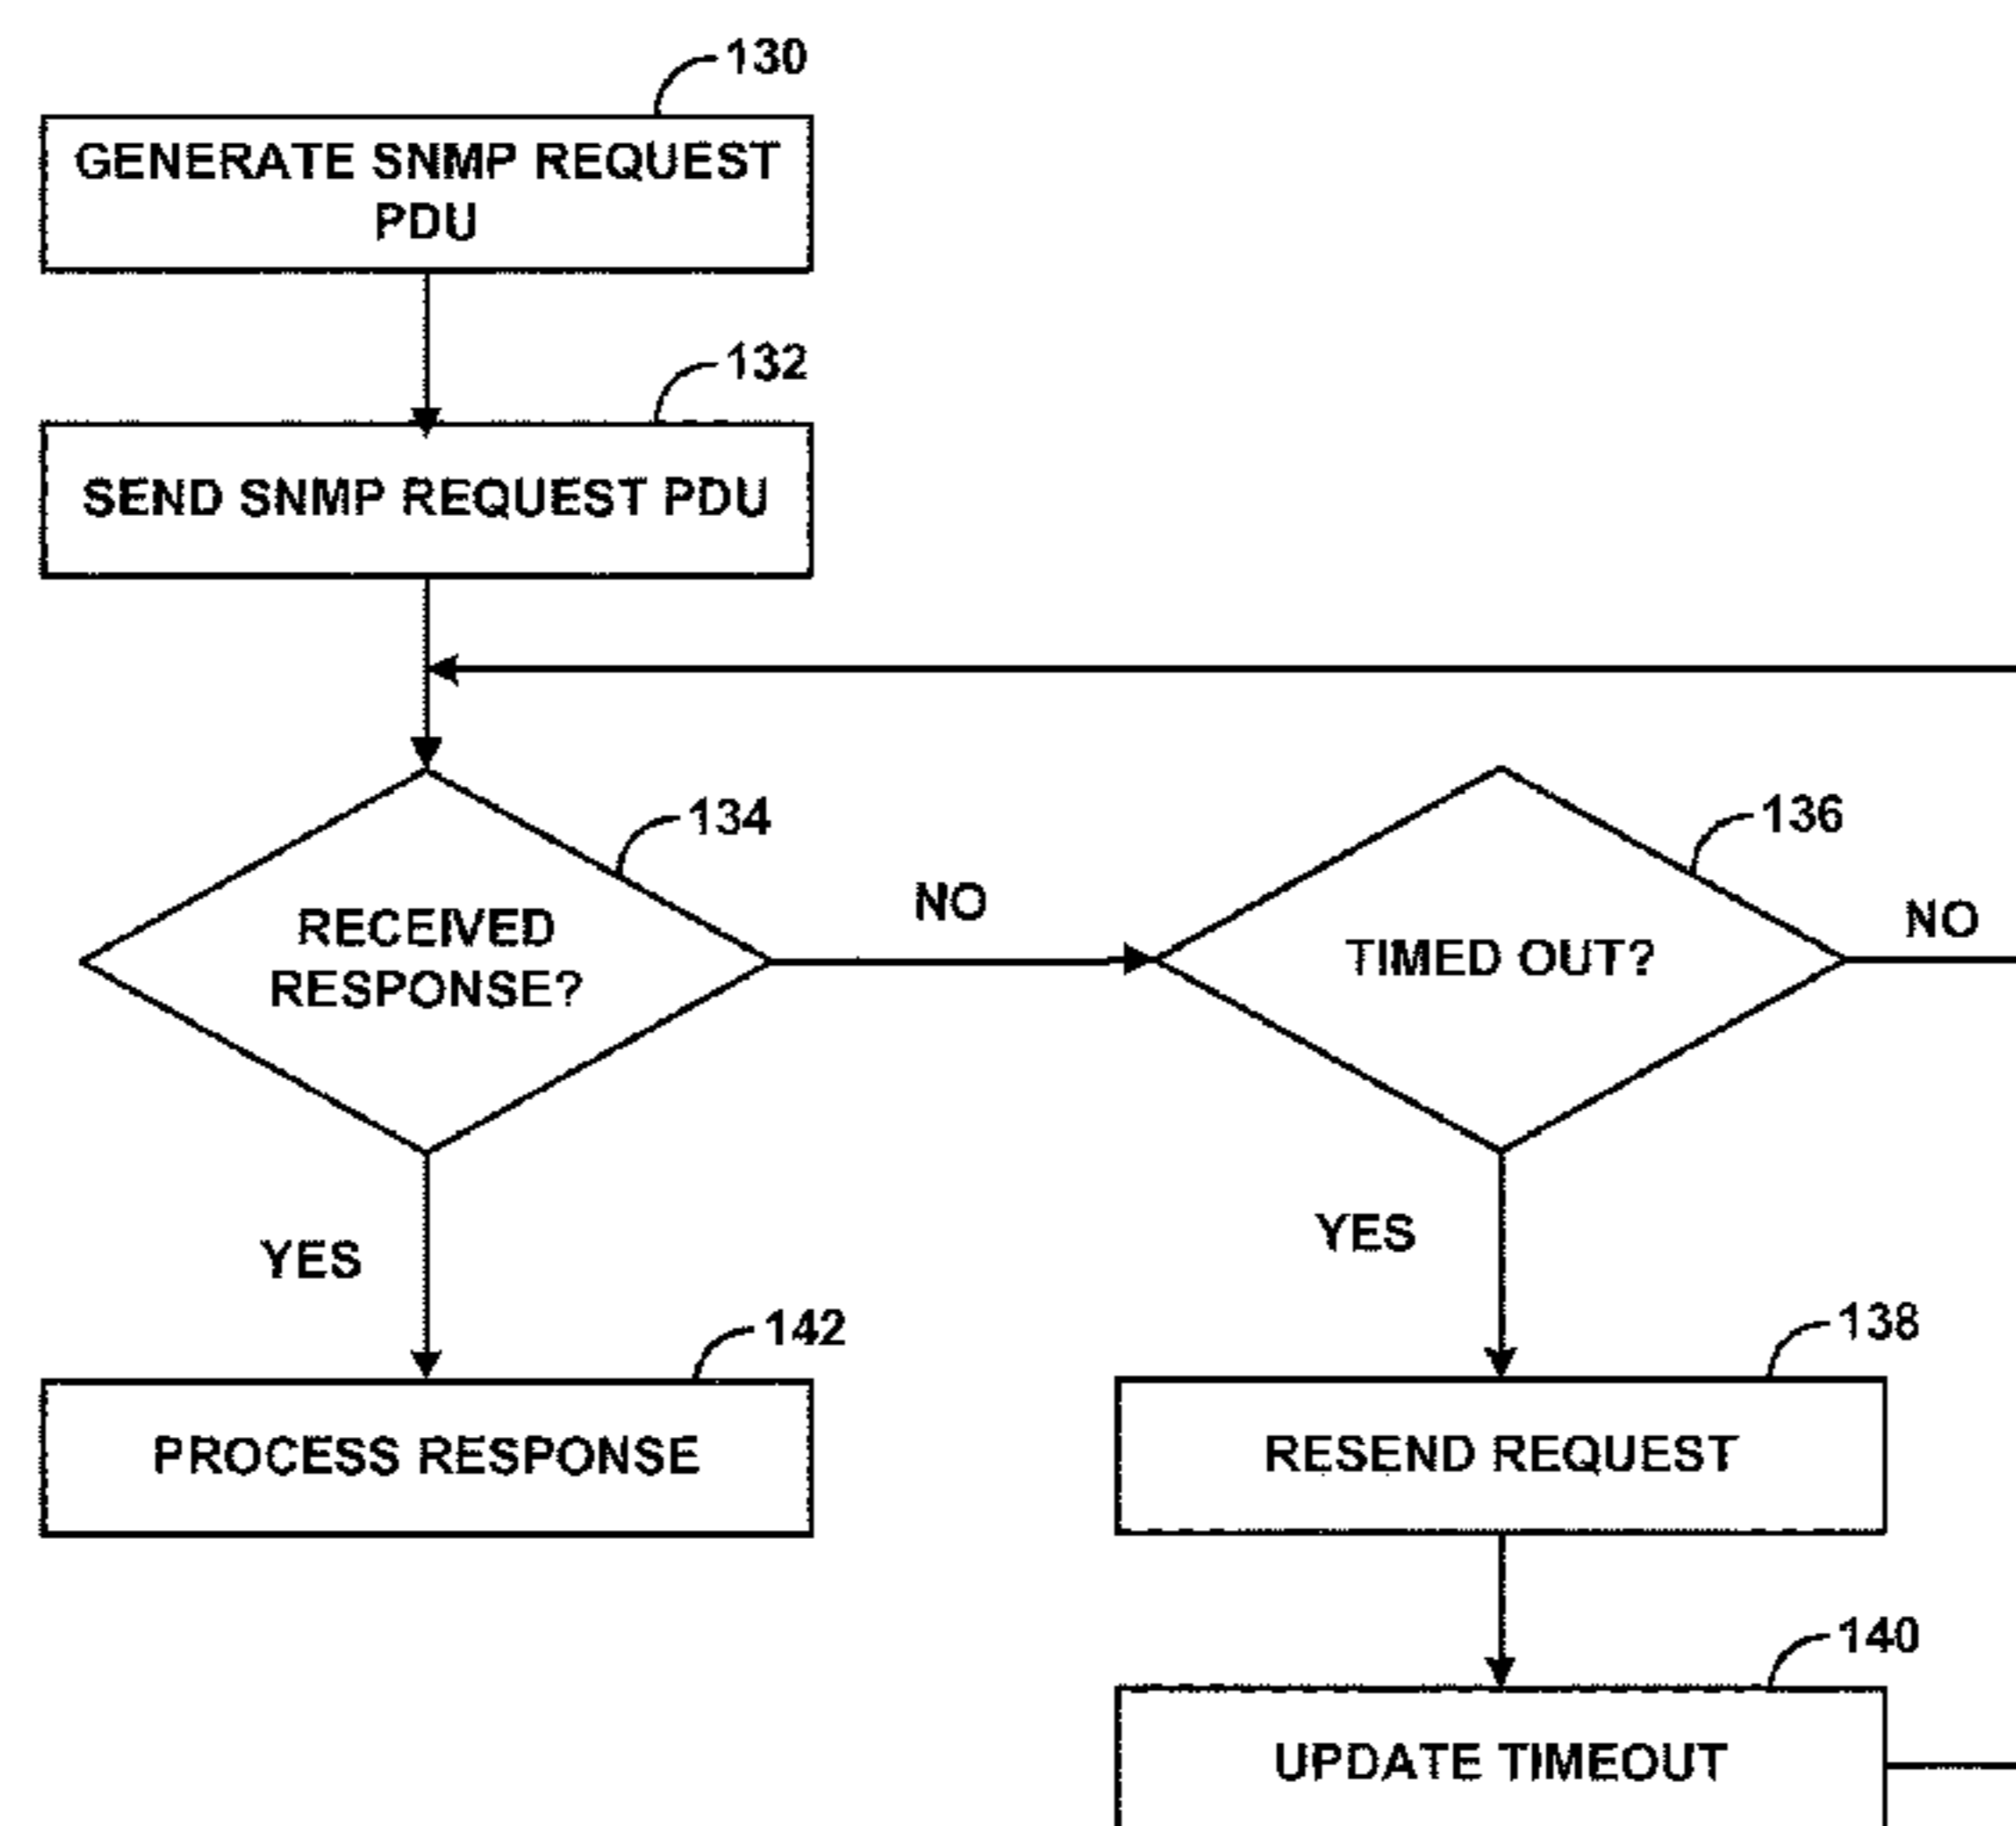 130
GENERATE SNMP REQUEST
PDU
132
SEND SNMP REQUEST PDU
134
RECEIVED
RESPONSE?
NO
136
TIMED OUT?
NO
YES
YES
142
PROCESS RESPONSE
138
RESEND REQUEST
140
UPDATE TIMEOUT